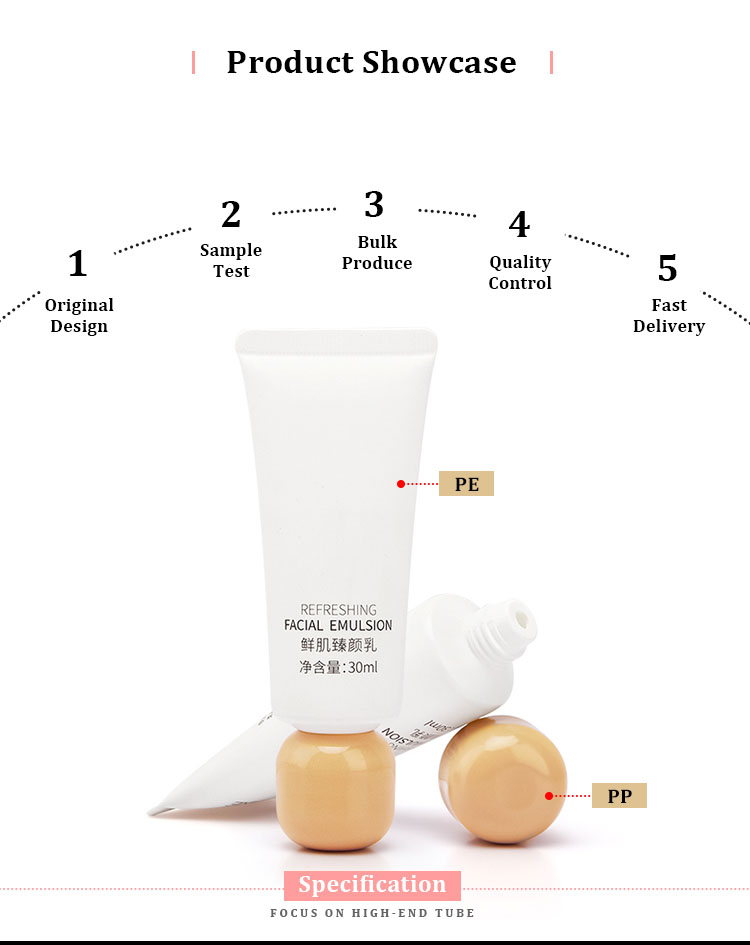 Product Showcase
1
Original
Design
2
Sample
Test
3
Bulk
Produce
4
Quality
Control
5
Fast
Delivery
PE
REFRESHING
FACIAL EMULSION
鲜肌臻颜乳
净含量:30ml
PP
Specification
FOCUS ON HIGH-END TUBE